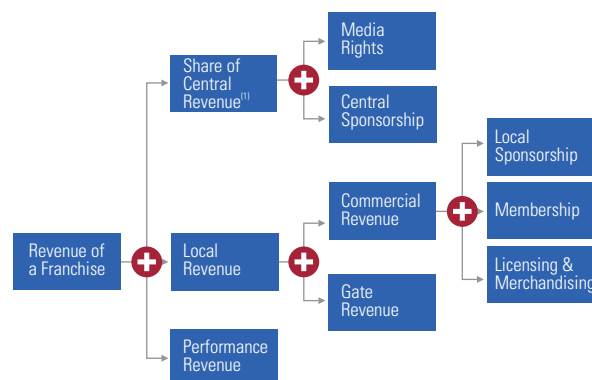 Media
Rights
Share of
Central
Revenue(1)
Central
Sponsorship
Local
Sponsorship
Commercial
Revenue
Membership
Revenue of
a Franchise
Local
Revenue
Licensing &
Merchandising
Gate
Revenue
Performance
Revenue